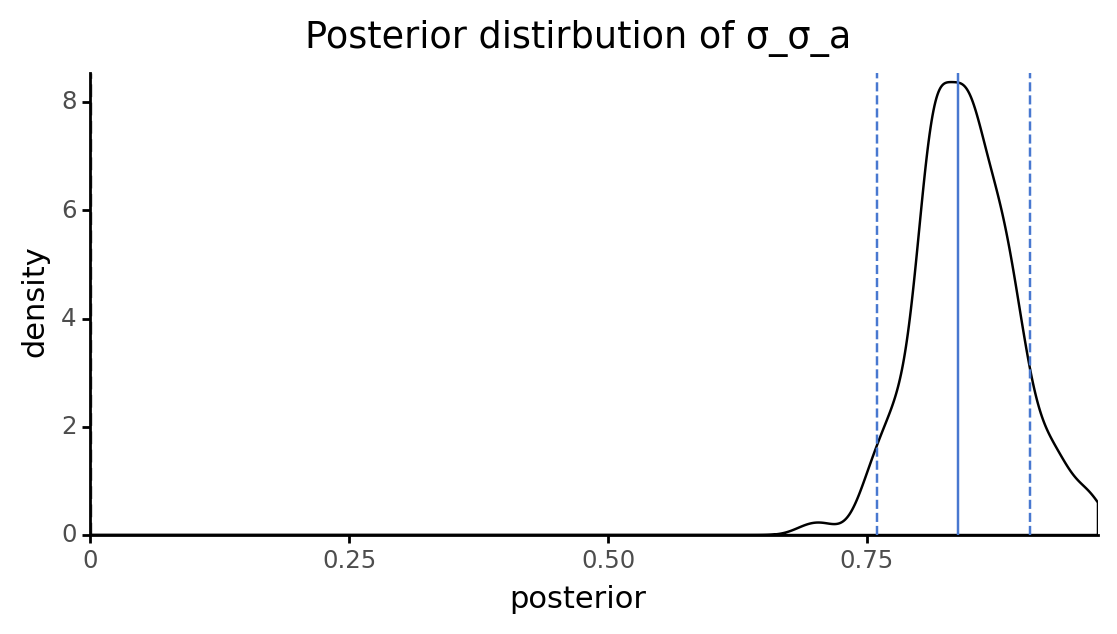 Posterior distirbution of σ_σ_a
density
8
6
4
2
0
0 0.25 0.50 0.75
posterior